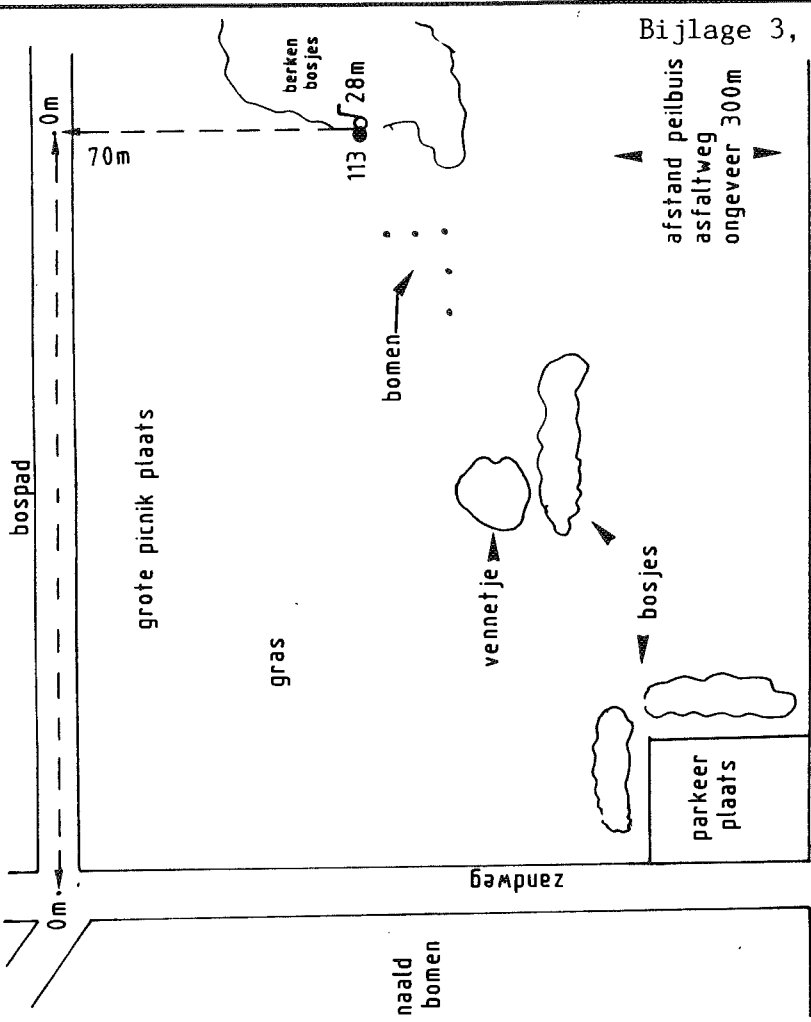 Bijlage 3,
bospad
0m
0m
70m
berken
bosjes
28m
113
grote picnik plaats
gras
bomen
vennetje
bosjes
afstand peilbuis
asfaltweg
ongeveer 300m
parkeer
plaats
zandweg
naald
bomen